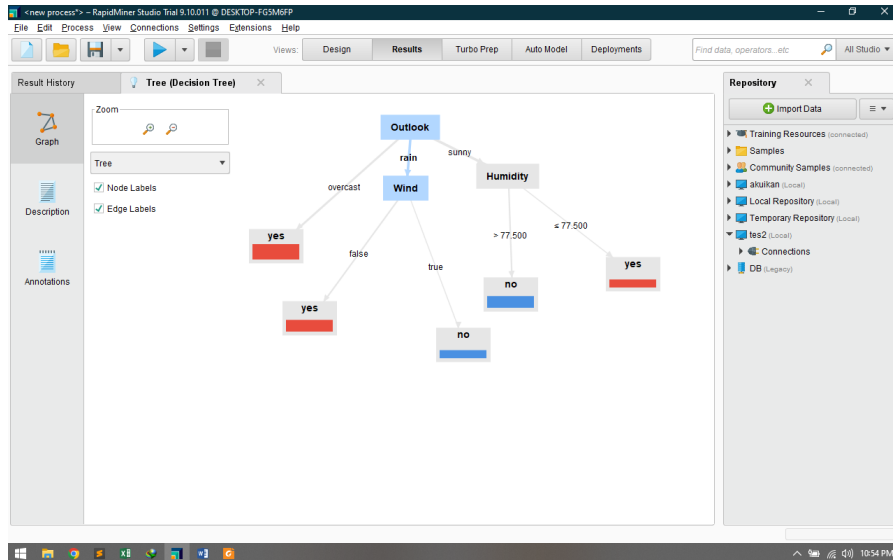 <new process*> – RapidMiner Studio Trial 9.10.011 @ DESKTOP-FG5M6FP
File Edit Process View Connections Settings Extensions Help
Views: Design Results Turbo Prep Auto Model Deployments Find data, operators...etc All Studio
Result History
Tree (Decision Tree)
Graph
Description
Annotations
Zoom
Tree
Node Labels
Edge Labels
Outlook
rain
sunny
overcast
Wind
Humidity
yes
false
true
> 77.500
≤ 77.500
yes
no
no
yes
Repository
Import Data
Training Resources (connected)
Samples
Community Samples (connected)
akuikan (Local)
Local Repository (Local)
Temporary Repository (Local)
tes2 (Local)
Connections
DB (Legacy)
10:54 PM